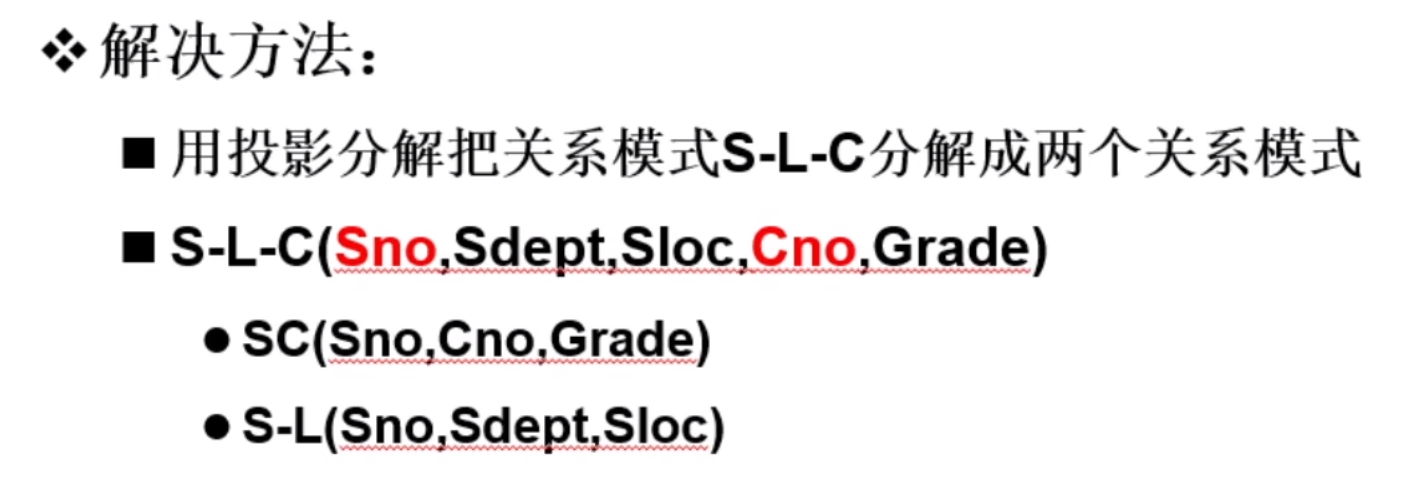 ❖解决方法：
■ 用投影分解把关系模式S-L-C分解成两个关系模式
■ S-L-C(Sno,Sdept,Sloc,Cno,Grade)
● SC(Sno,Cno,Grade)
● S-L(Sno,Sdept,Sloc)